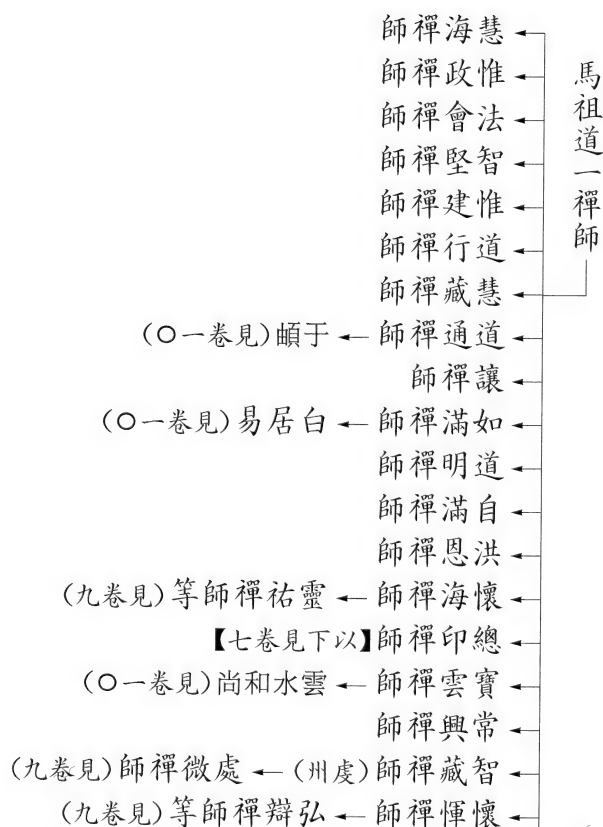 馬祖道一禪師
慧海禪師
惟政禪師
法會禪師
智堅禪師
惟建禪師
道行禪師
慧藏禪師
道通禪師→于頔(見卷一〇)
讓禪師
如滿禪師→白居易(見卷一〇)
道明禪師
自滿禪師
洪恩禪師
懷海禪師→靈祐禪師等(見卷九)
總印禪師【以下見卷七】
寶雲禪師→雲水和尚(見卷一〇)
常興禪師
智藏禪師(虔州)→處微禪師(見卷九)
懷惲禪師→弘辯禪師等(見卷九)